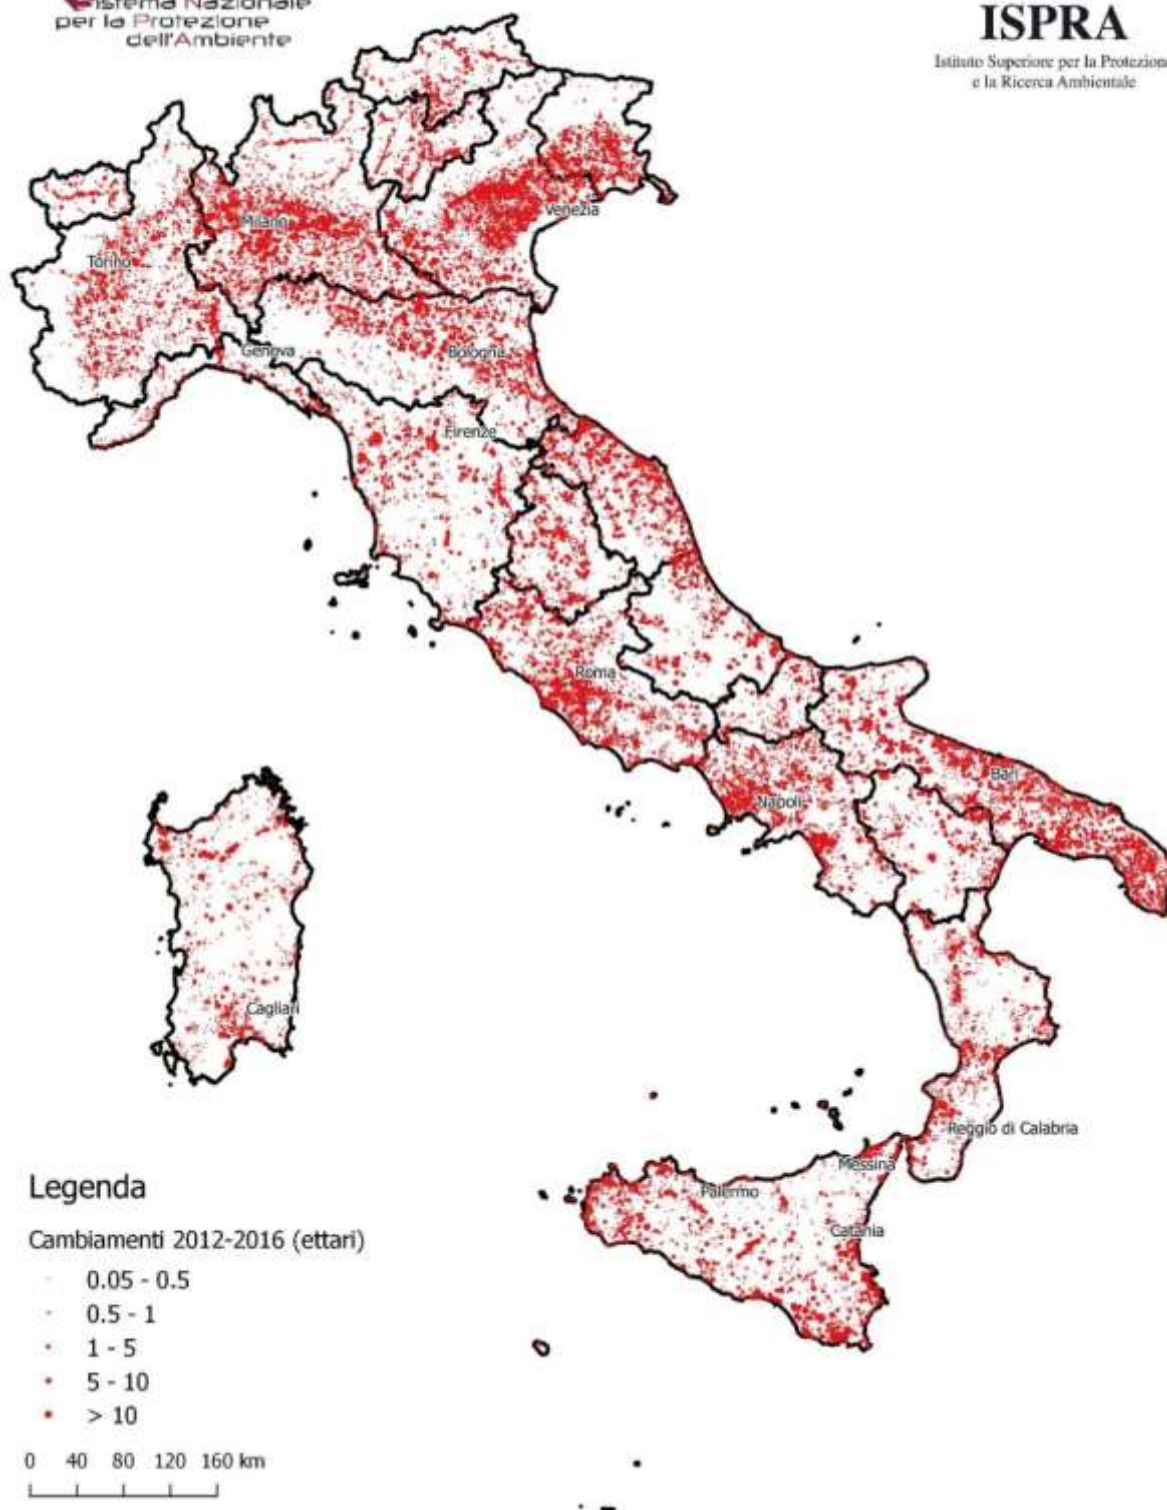 Sistema Nazionale
per la Protezione
dell'Ambiente
ISPRA
Istituto Superiore per la Protezione
e la Ricerca Ambientale
Milano
Venezia
Torino
Genova
Bologna
Firenze
Roma
Bari
Napoli
Cagliari
Reggio di Calabria
Messina
Palermo
Catania
Legenda
Cambiamenti 2012-2016 (ettari)
0.05 - 0.5
0.5 - 1
1 - 5
5 - 10
> 10
0 40 80 120 160 km